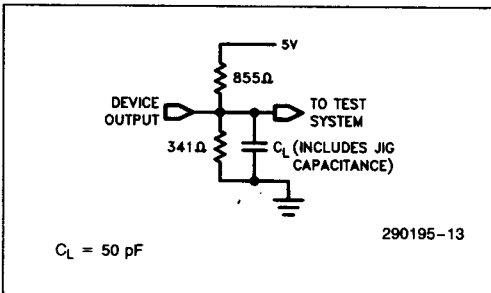 5V
855Ω
DEVICE OUTPUT
TO TEST SYSTEM
341Ω
C_L (INCLUDES JIG CAPACITANCE)
290195-13
C_L = 50 pF